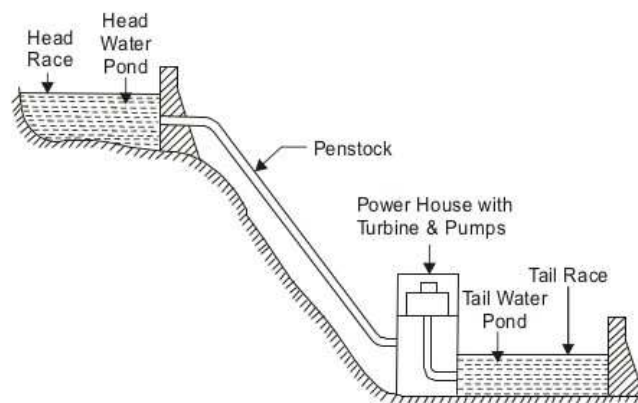 Head
Race
Head
Water
Pond
Penstock
Power House with
Turbine & Pumps
Tail Race
Tail Water
Pond